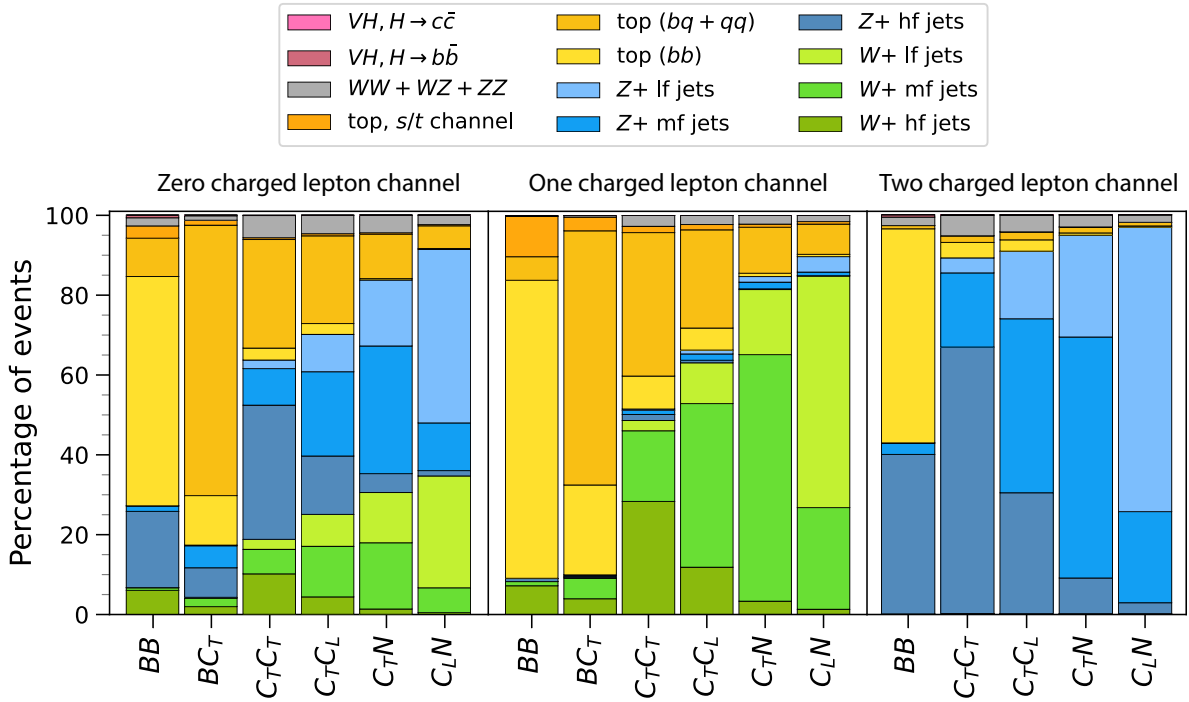 VH, H → cc̄
VH, H → bb̄
WW + WZ + ZZ
top, s/t channel
top (bq + qq)
top (bb)
Z+ lf jets
Z+ mf jets
Z+ hf jets
W+ lf jets
W+ mf jets
W+ hf jets
Zero charged lepton channel
One charged lepton channel
Two charged lepton channel
Percentage of events
100
80
60
40
20
0
BB
BC_T
C_TC_T
C_TC_L
C_TN
C_LN
BB
BC_T
C_TC_T
C_TC_L
C_TN
C_LN
BB
C_TC_T
C_TC_L
C_TN
C_LN